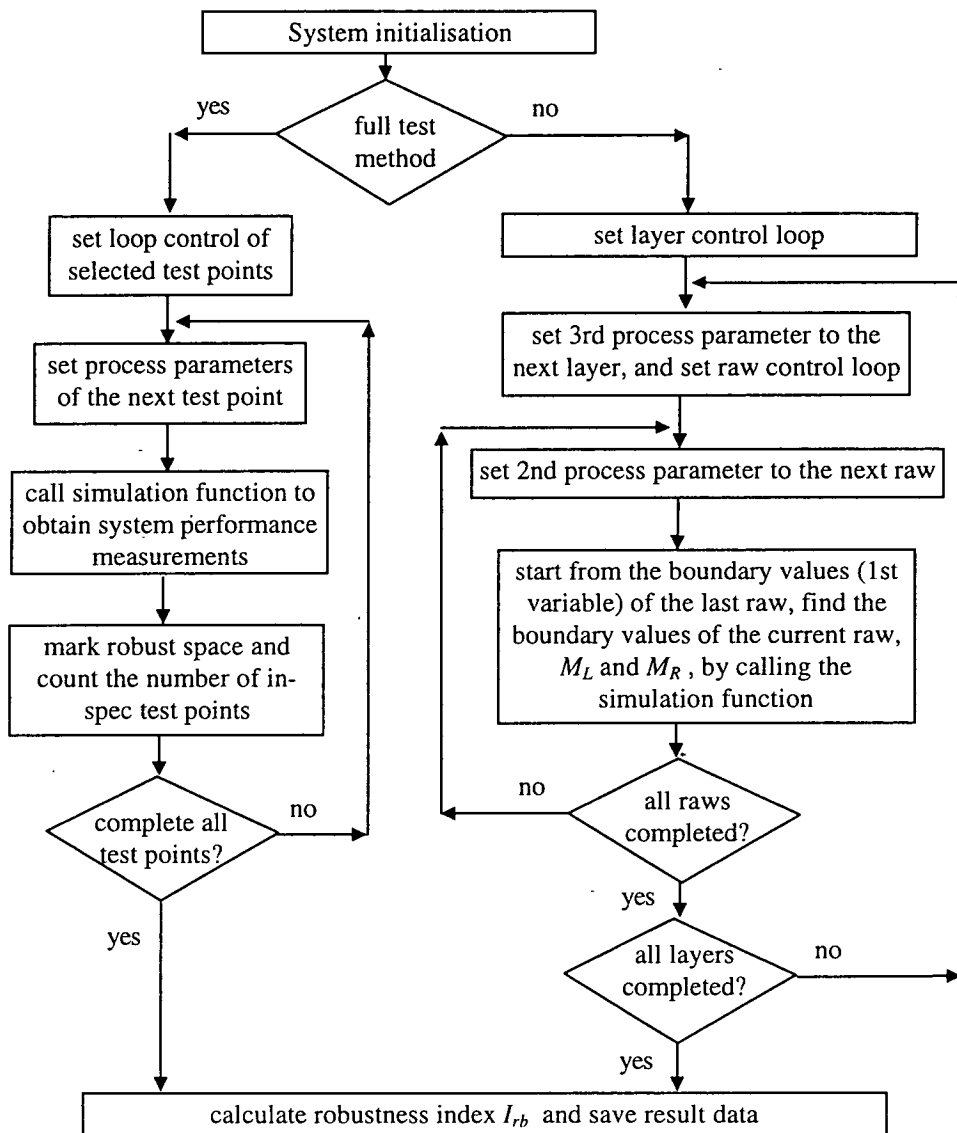 System initialisation
yes
full test
method
no
set loop control of
selected test points
set process parameters
of the next test point
call simulation function to
obtain system performance
measurements
mark robust space and
count the number of in-
spec test points
complete all
test points?
no
yes
set layer control loop
set 3rd process parameter to the
next layer, and set raw control loop
set 2nd process parameter to the next raw
start from the boundary values (1st
variable) of the last raw, find the
boundary values of the current raw,
M_L and M_R , by calling the
simulation function
no
all raws
completed?
yes
all layers
completed?
no
yes
calculate robustness index I_rb and save result data